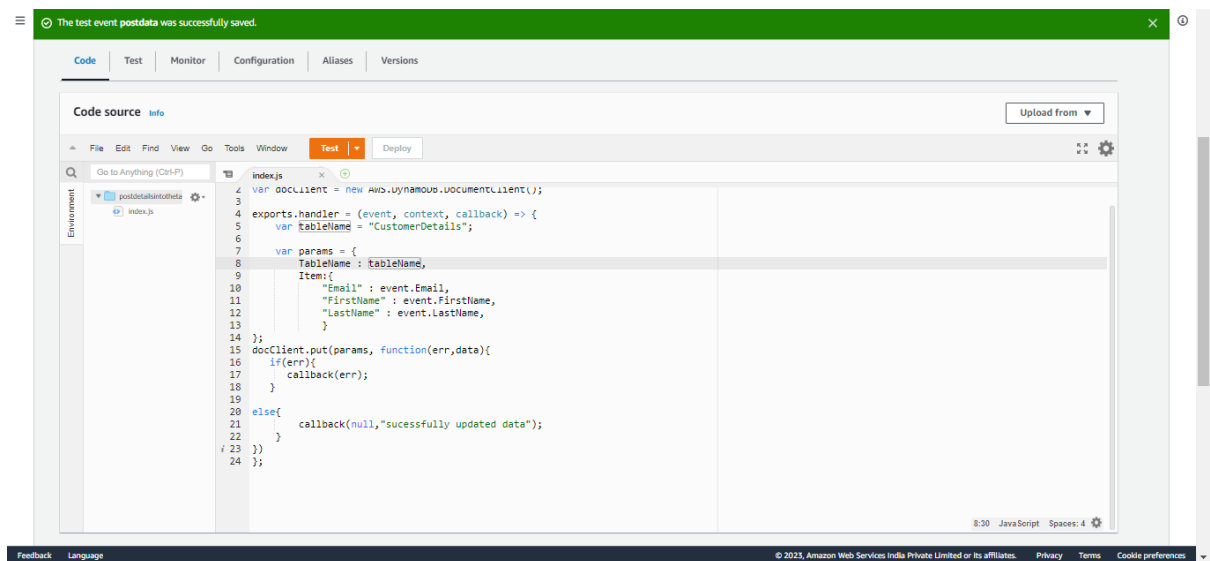 The test event postdata was successfully saved.
Code Test Monitor Configuration Aliases Versions
Code source Info
Upload from
File Edit Find View Go Tools Window Test Deploy
Go to Anything (Ctrl-P)
index.js
Environment
postdetailsintotheta
index.js
2 var docClient = new AWS.DynamoDB.DocumentClient();
3
4 exports.handler = (event, context, callback) => {
5 var tableName = "CustomerDetails";
6
7 var params = {
8 TableName : tableName,
9 Item:{
10 "Email" : event.Email,
11 "FirstName" : event.FirstName,
12 "LastName" : event.LastName,
13 }
14 };
15 docClient.put(params, function(err,data){
16 if(err){
17 callback(err);
18 }
19
20 else{
21 callback(null,"sucessfully updated data");
22 }
i 23 })
24 };
8:30 JavaScript Spaces: 4
Feedback Language © 2023, Amazon Web Services India Private Limited or its affiliates. Privacy Terms Cookie preferences